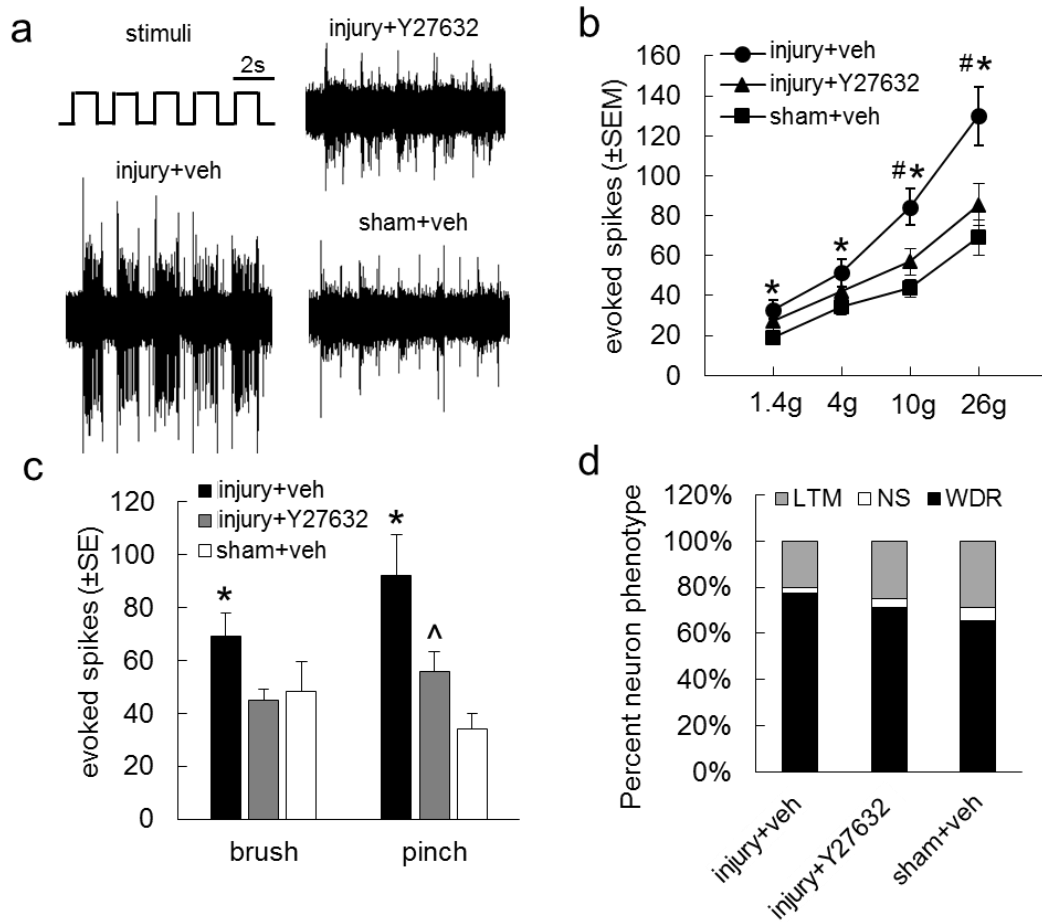 a
stimuli
2s
injury+Y27632
injury+veh
sham+veh
b
evoked spikes (±SEM)
160
140
120
100
80
60
40
20
0
injury+veh
injury+Y27632
sham+veh
*
*
#*
#*
1.4g 4g 10g 26g
c
evoked spikes (±SE)
120
100
80
60
40
20
0
injury+veh
injury+Y27632
sham+veh
*
*
^
brush pinch
d
Percent neuron phenotype
120%
100%
80%
60%
40%
20%
0%
LTM NS WDR
injury+veh
injury+Y27632
sham+veh